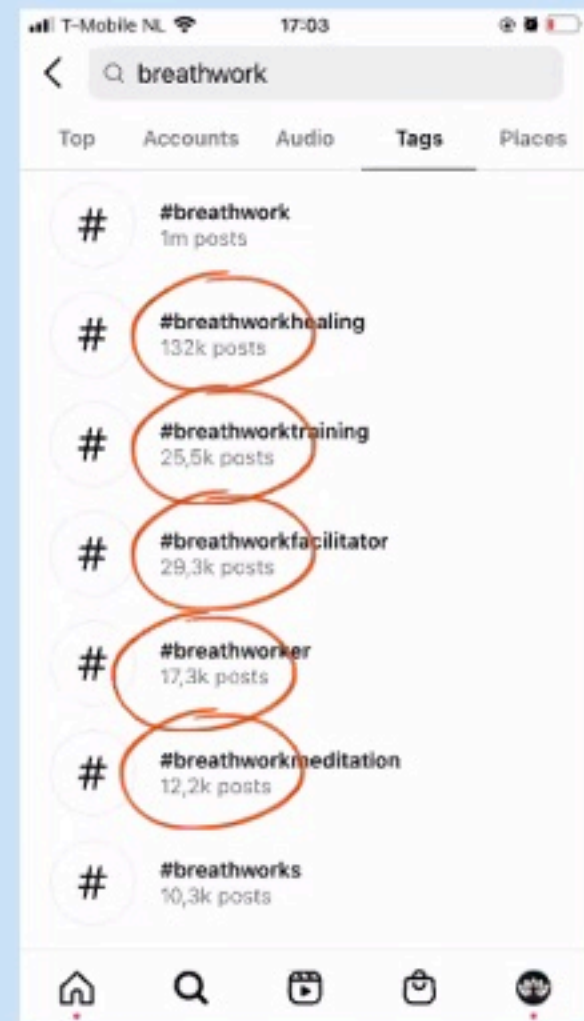 T-Mobile NL 17:03
breathwork
Top Accounts Audio Tags Places
# #breathwork
1m posts
# #breathworkhealing
132k posts
# #breathworktraining
25,5k posts
# #breathworkfacilitator
29,3k posts
# #breathworker
17,3k posts
# #breathworkmeditation
12,2k posts
# #breathworks
10,3k posts